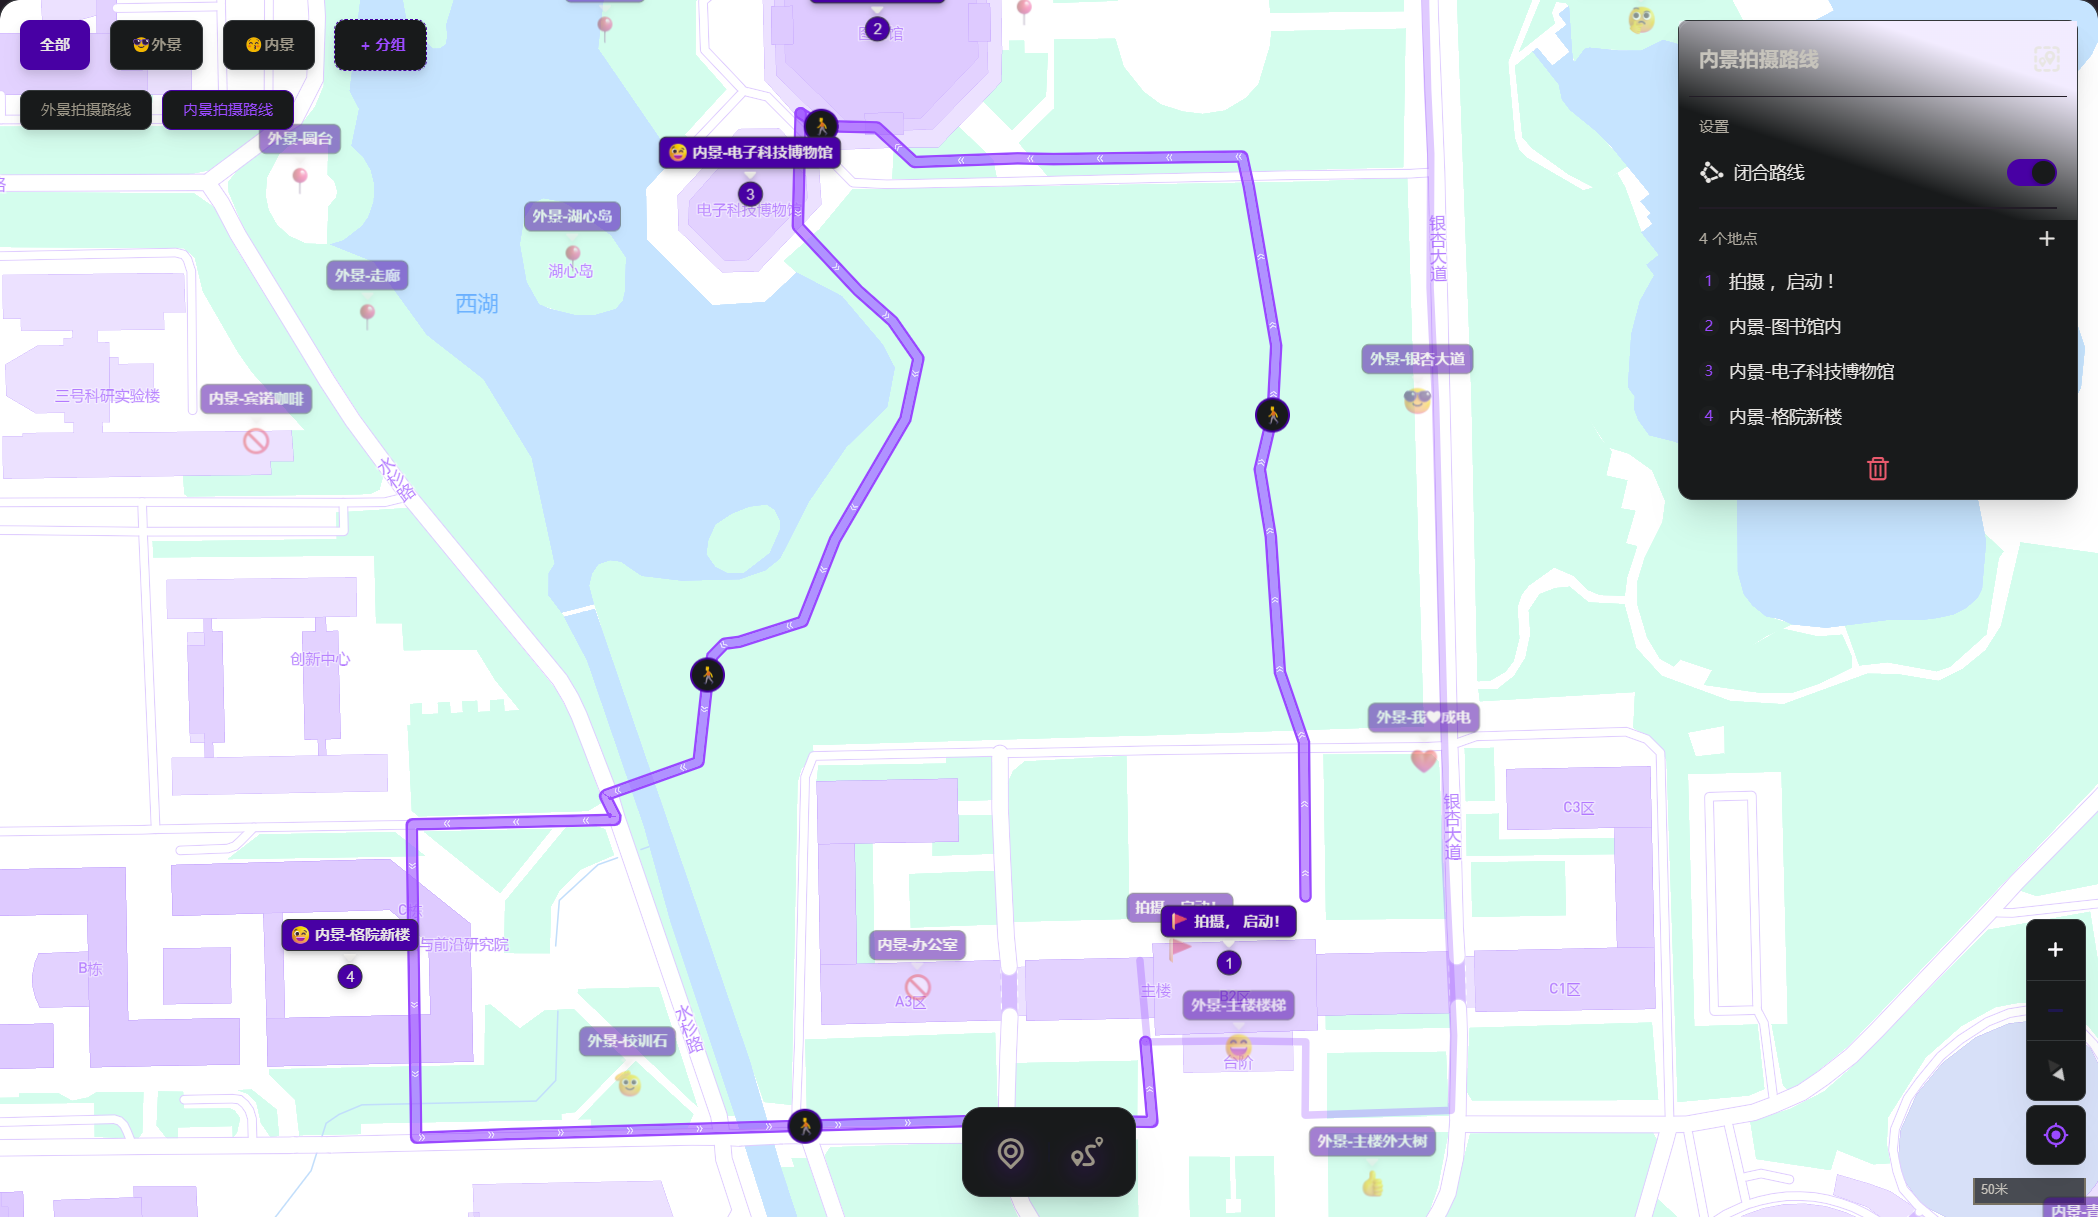 全部
😎外景
😚内景
+ 分组
外景拍摄路线
内景拍摄路线
外景-圆台
2
😉 内景-电子科技博物馆
3
电子科技博物馆
外景-湖心岛
湖心岛
外景-走廊
西湖
三号科研实验楼
内景-宾诺咖啡
水杉路
银杏大道
外景-银杏大道
创新中心
外景-我🤍成电
银杏大道
C3区
😉 内景-格院新楼
与前沿研究院
4
B栋
拍摄，启动！
🚩 拍摄，启动！
1
内景-办公室
A3区
主楼
外景-主楼楼梯
台阶
C1区
水杉路
外景-校训石
外景-主楼外大树
内景拍摄路线
设置
闭合路线
4 个地点
+
1 拍摄，启动！
2 内景-图书馆内
3 内景-电子科技博物馆
4 内景-格院新楼
+
50米